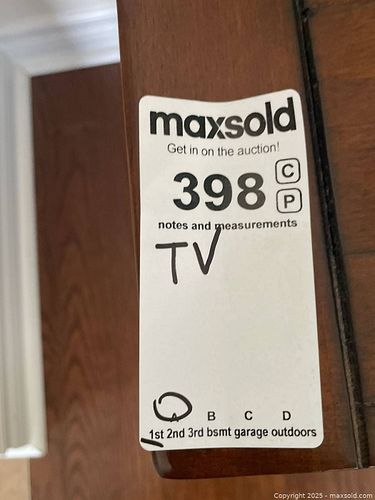 maxsold
Get in on the auction!
398 C
P
notes and measurements
TV
A B C D
1st 2nd 3rd bsmt garage outdoors
Copyright 2025 - maxsold.com